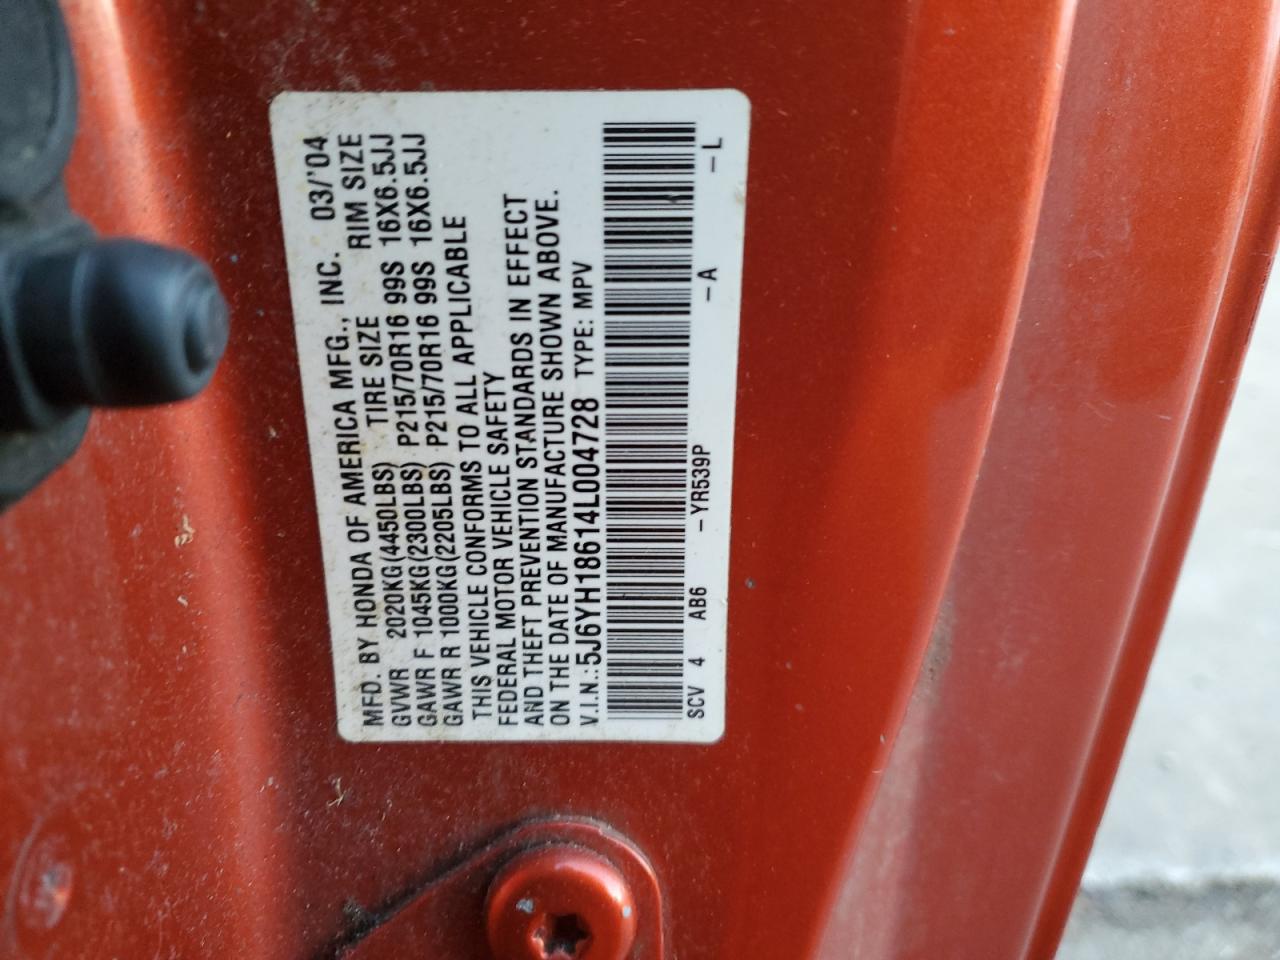 MFD. BY HONDA OF AMERICA MFG., INC. 03/'04
GVWR 2020KG(4450LBS) TIRE SIZE RIM SIZE
GAWR F 1045KG(2300LBS) P215/70R16 99S 16X6.5JJ
GAWR R 1000KG(2205LBS) P215/70R16 99S 16X6.5JJ
THIS VEHICLE CONFORMS TO ALL APPLICABLE
FEDERAL MOTOR VEHICLE SAFETY
AND THEFT PREVENTION STANDARDS IN EFFECT
ON THE DATE OF MANUFACTURE SHOWN ABOVE.
V.I.N.:5J6YH18614L004728 TYPE: MPV
SCV 4 AB6 -YR539P -A -L